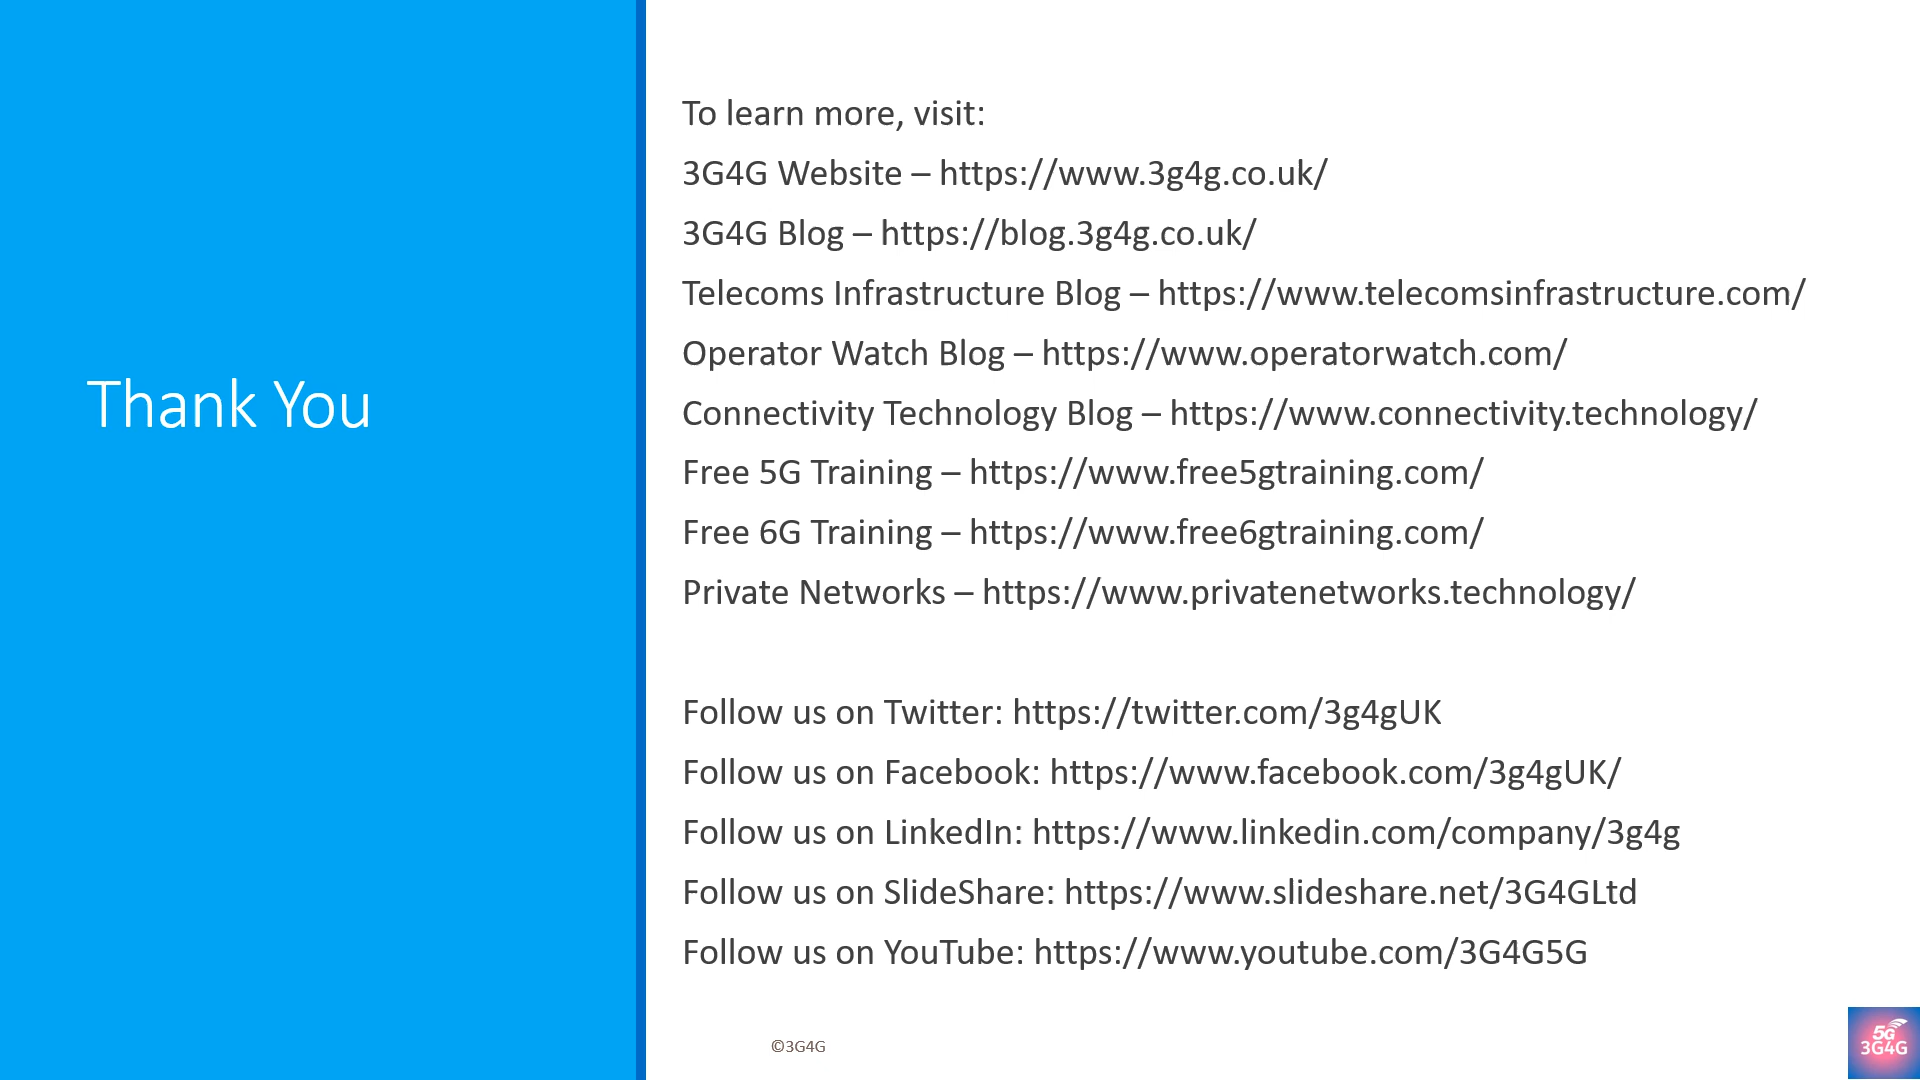 Thank You
To learn more, visit:
3G4G Website – https://www.3g4g.co.uk/
3G4G Blog – https://blog.3g4g.co.uk/
Telecoms Infrastructure Blog – https://www.telecomsinfrastructure.com/
Operator Watch Blog – https://www.operatorwatch.com/
Connectivity Technology Blog – https://www.connectivity.technology/
Free 5G Training – https://www.free5gtraining.com/
Free 6G Training – https://www.free6gtraining.com/
Private Networks – https://www.privatenetworks.technology/
Follow us on Twitter: https://twitter.com/3g4gUK
Follow us on Facebook: https://www.facebook.com/3g4gUK/
Follow us on LinkedIn: https://www.linkedin.com/company/3g4g
Follow us on SlideShare: https://www.slideshare.net/3G4GLtd
Follow us on YouTube: https://www.youtube.com/3G4G5G
©3G4G
5G
3G4G